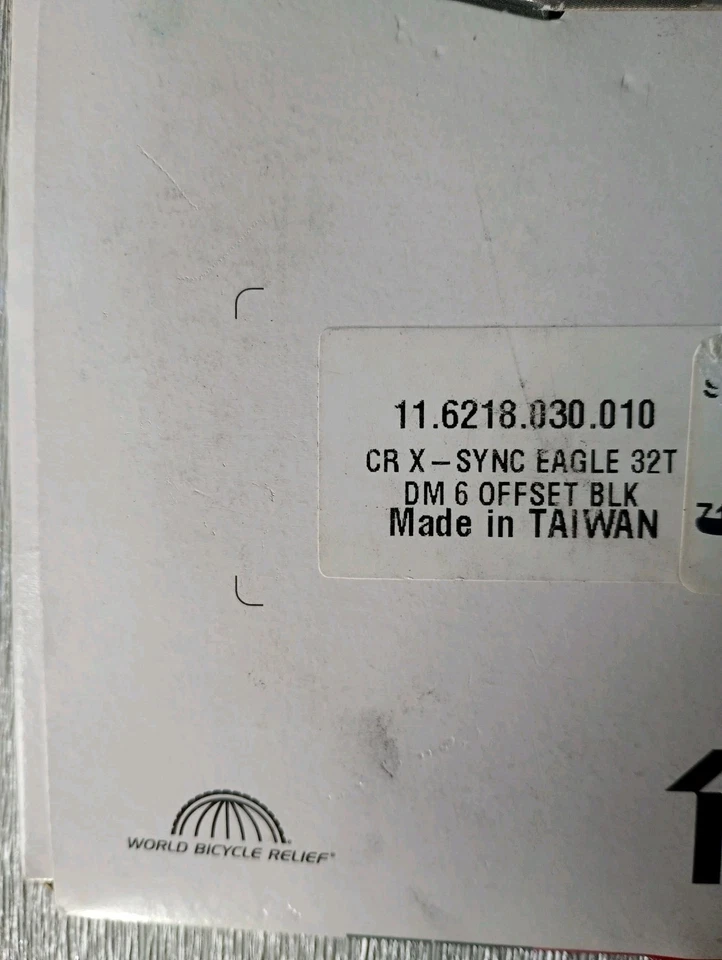 11.6218.030.010
CR X-SYNC EAGLE 32T
DM 6 OFFSET BLK
Made in TAIWAN
WORLD BICYCLE RELIEF®